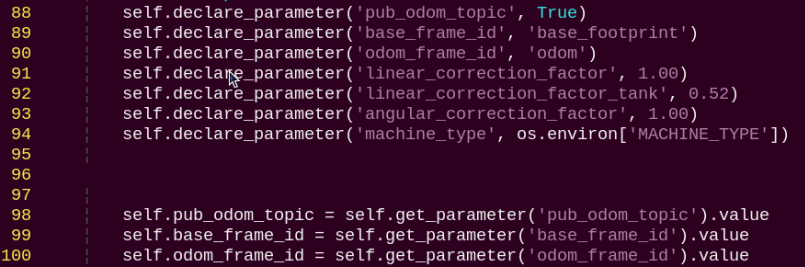 88 self.declare_parameter('pub_odom_topic', True)
89 self.declare_parameter('base_frame_id', 'base_footprint')
90 self.declare_parameter('odom_frame_id', 'odom')
91 self.declare_parameter('linear_correction_factor', 1.00)
92 self.declare_parameter('linear_correction_factor_tank', 0.52)
93 self.declare_parameter('angular_correction_factor', 1.00)
94 self.declare_parameter('machine_type', os.environ['MACHINE_TYPE'])
95
96
97
98 self.pub_odom_topic = self.get_parameter('pub_odom_topic').value
99 self.base_frame_id = self.get_parameter('base_frame_id').value
100 self.odom_frame_id = self.get_parameter('odom_frame_id').value